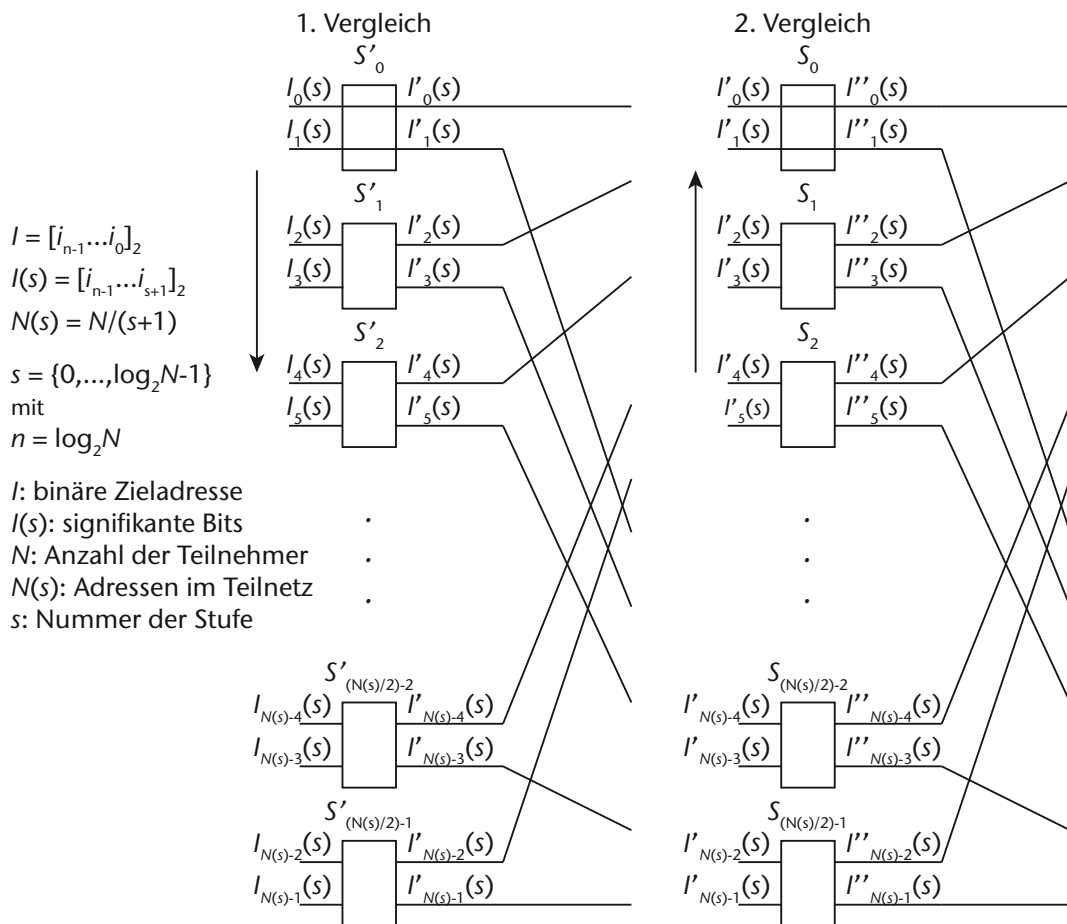 1. Vergleich
S'0
I0(s) I'0(s)
I1(s) I'1(s)
S'1
I2(s) I'2(s)
I3(s) I'3(s)
S'2
I4(s) I'4(s)
I5(s) I'5(s)
.
.
.
S'(N(s)/2)-2
IN(s)-4(s) I'N(s)-4(s)
IN(s)-3(s) I'N(s)-3(s)
S'(N(s)/2)-1
IN(s)-2(s) I'N(s)-2(s)
IN(s)-1(s) I'N(s)-1(s)
2. Vergleich
S0
I'0(s) I''0(s)
I'1(s) I''1(s)
S1
I'2(s) I''2(s)
I'3(s) I''3(s)
S2
I'4(s) I''4(s)
I'5(s) I''5(s)
.
.
.
S(N(s)/2)-2
I'N(s)-4(s) I''N(s)-4(s)
I'N(s)-3(s) I''N(s)-3(s)
S(N(s)/2)-1
I'N(s)-2(s) I''N(s)-2(s)
I'N(s)-1(s) I''N(s)-1(s)
I = [in-1...i0]2
I(s) = [in-1...is+1]2
N(s) = N/(s+1)
s = {0,...,log2N-1}
mit
n = log2N
I: binäre Zieladresse
I(s): signifikante Bits
N: Anzahl der Teilnehmer
N(s): Adressen im Teilnetz
s: Nummer der Stufe